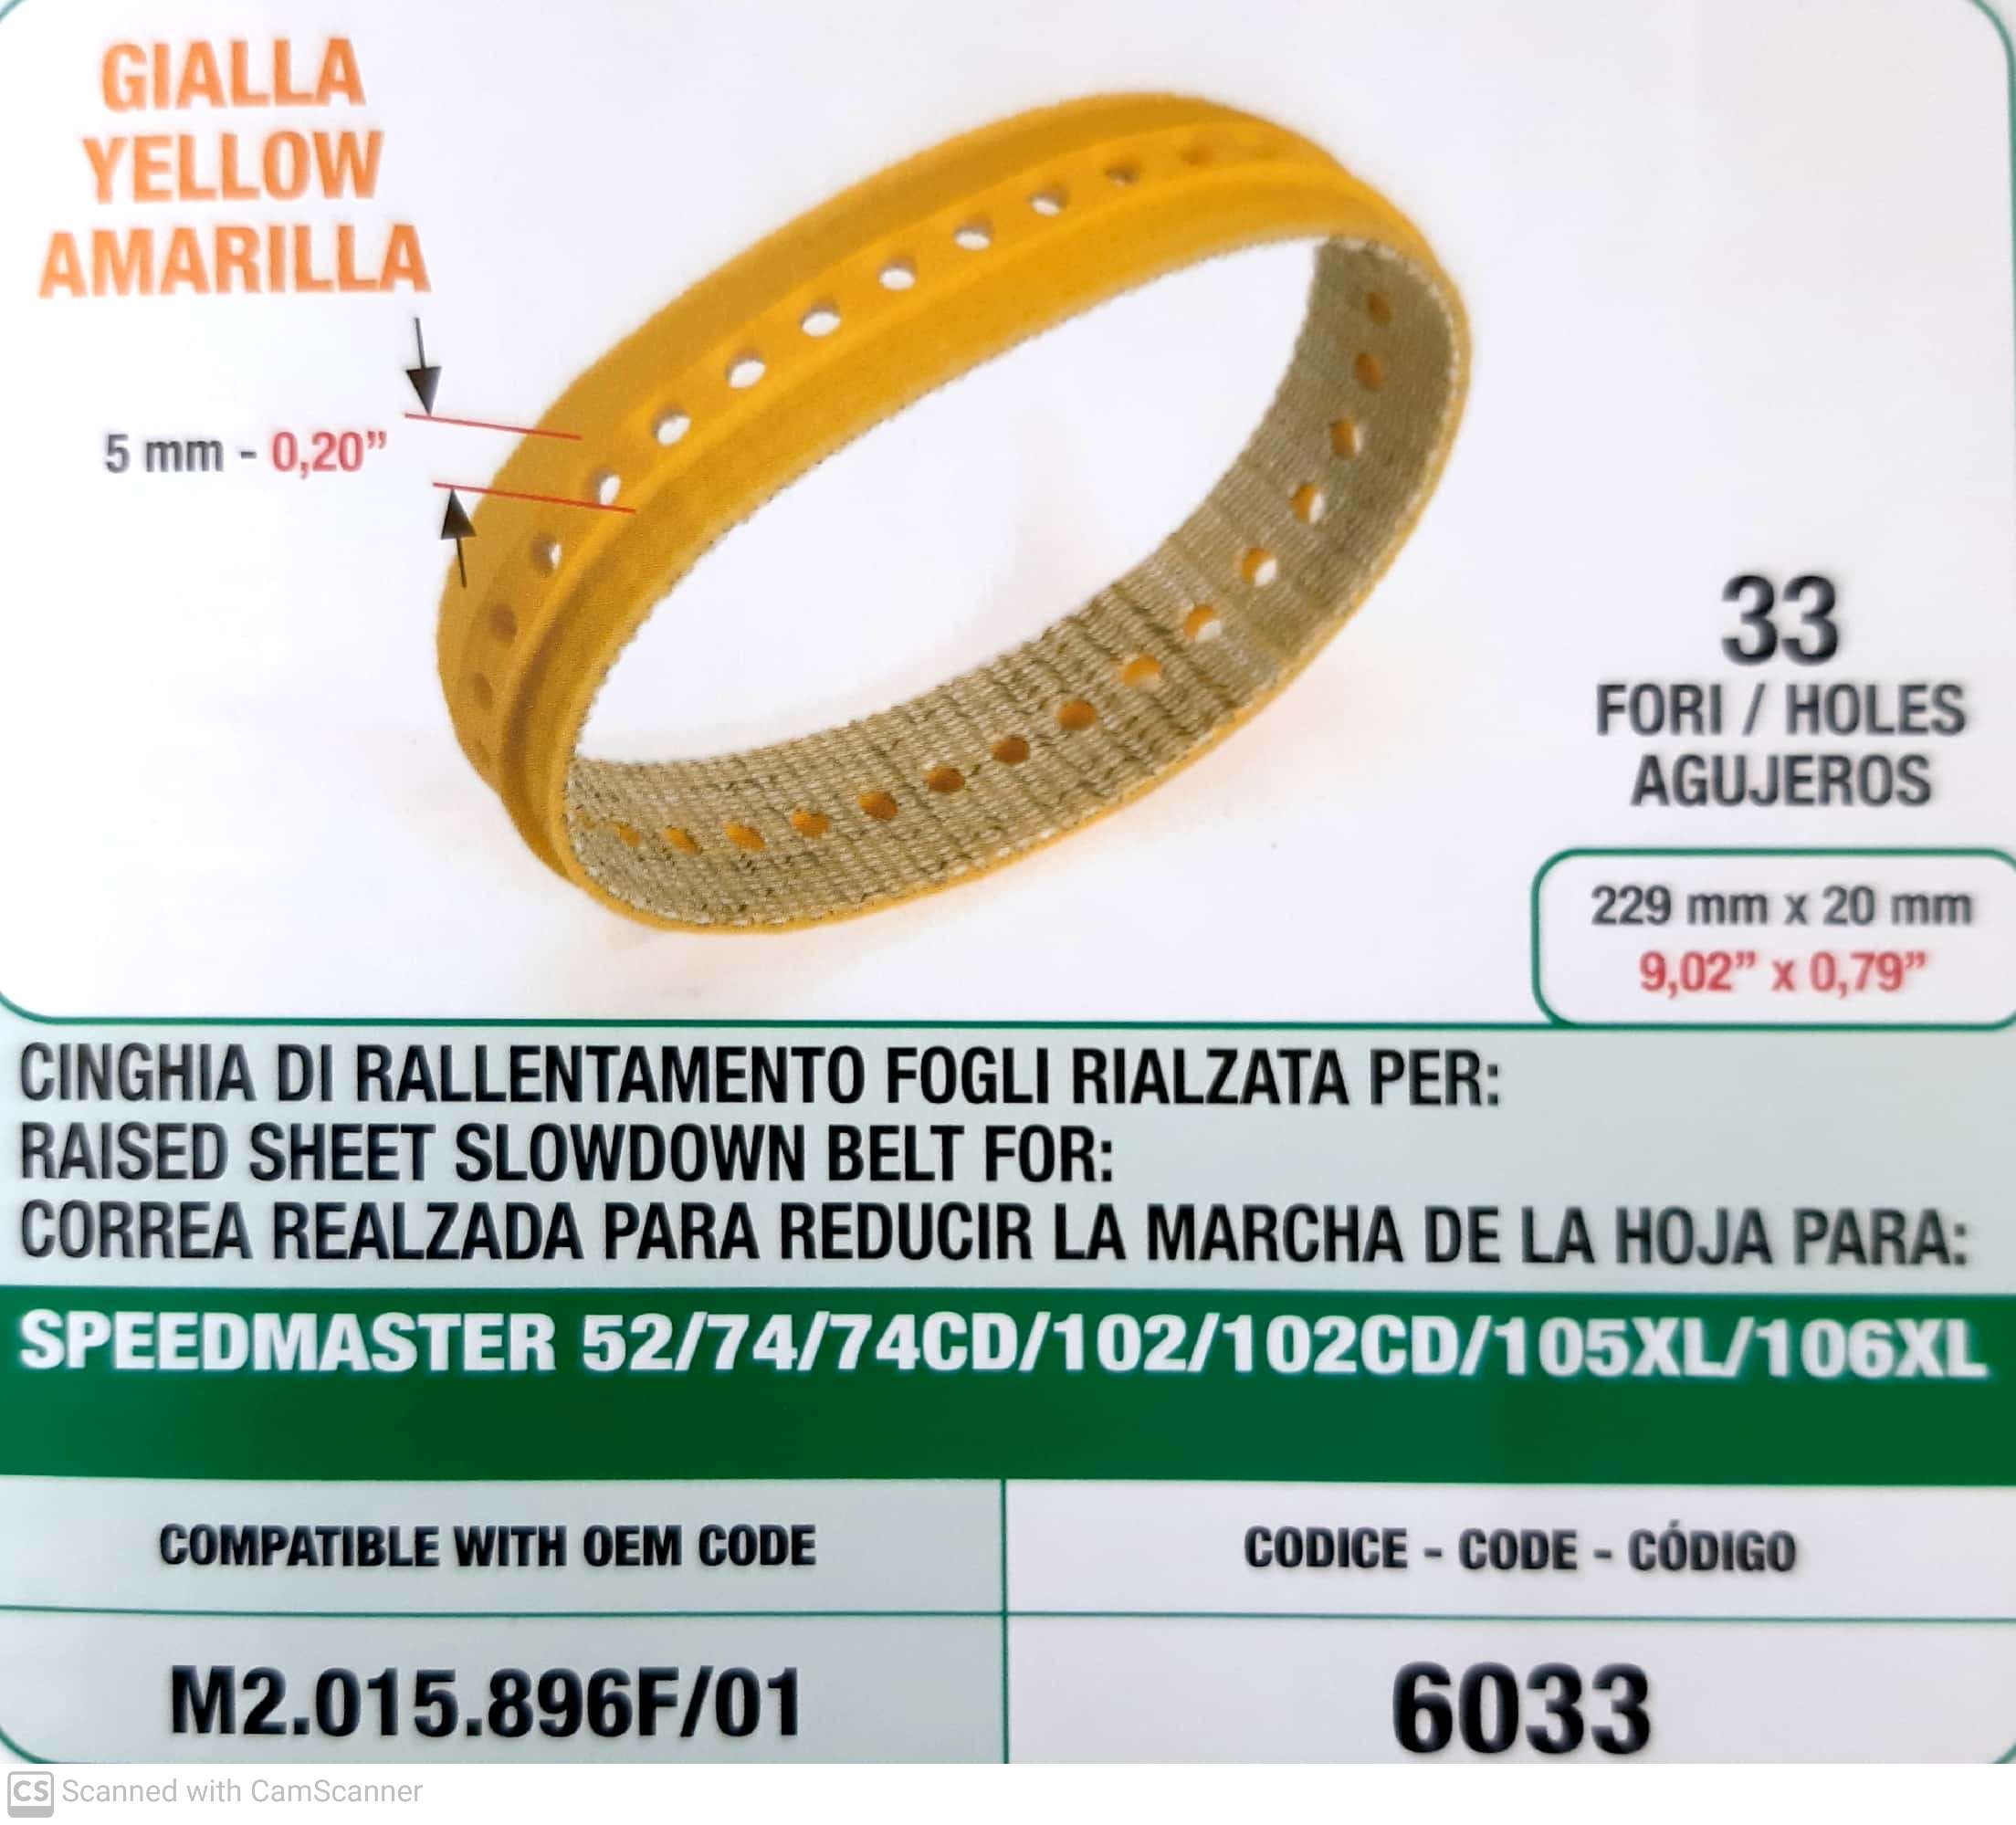 GIALLA
YELLOW
AMARILLA
5 mm - 0,20”
33
FORI / HOLES
AGUJEROS
229 mm x 20 mm
9,02” x 0,79”
CINGHIA DI RALLENTAMENTO FOGLI RIALZATA PER:
RAISED SHEET SLOWDOWN BELT FOR:
CORREA REALZADA PARA REDUCIR LA MARCHA DE LA HOJA PARA:
SPEEDMASTER 52/74/74CD/102/102CD/105XL/106XL
COMPATIBLE WITH OEM CODE
CODICE - CODE - CÓDIGO
M2.015.896F/01
6033
CS Scanned with CamScanner